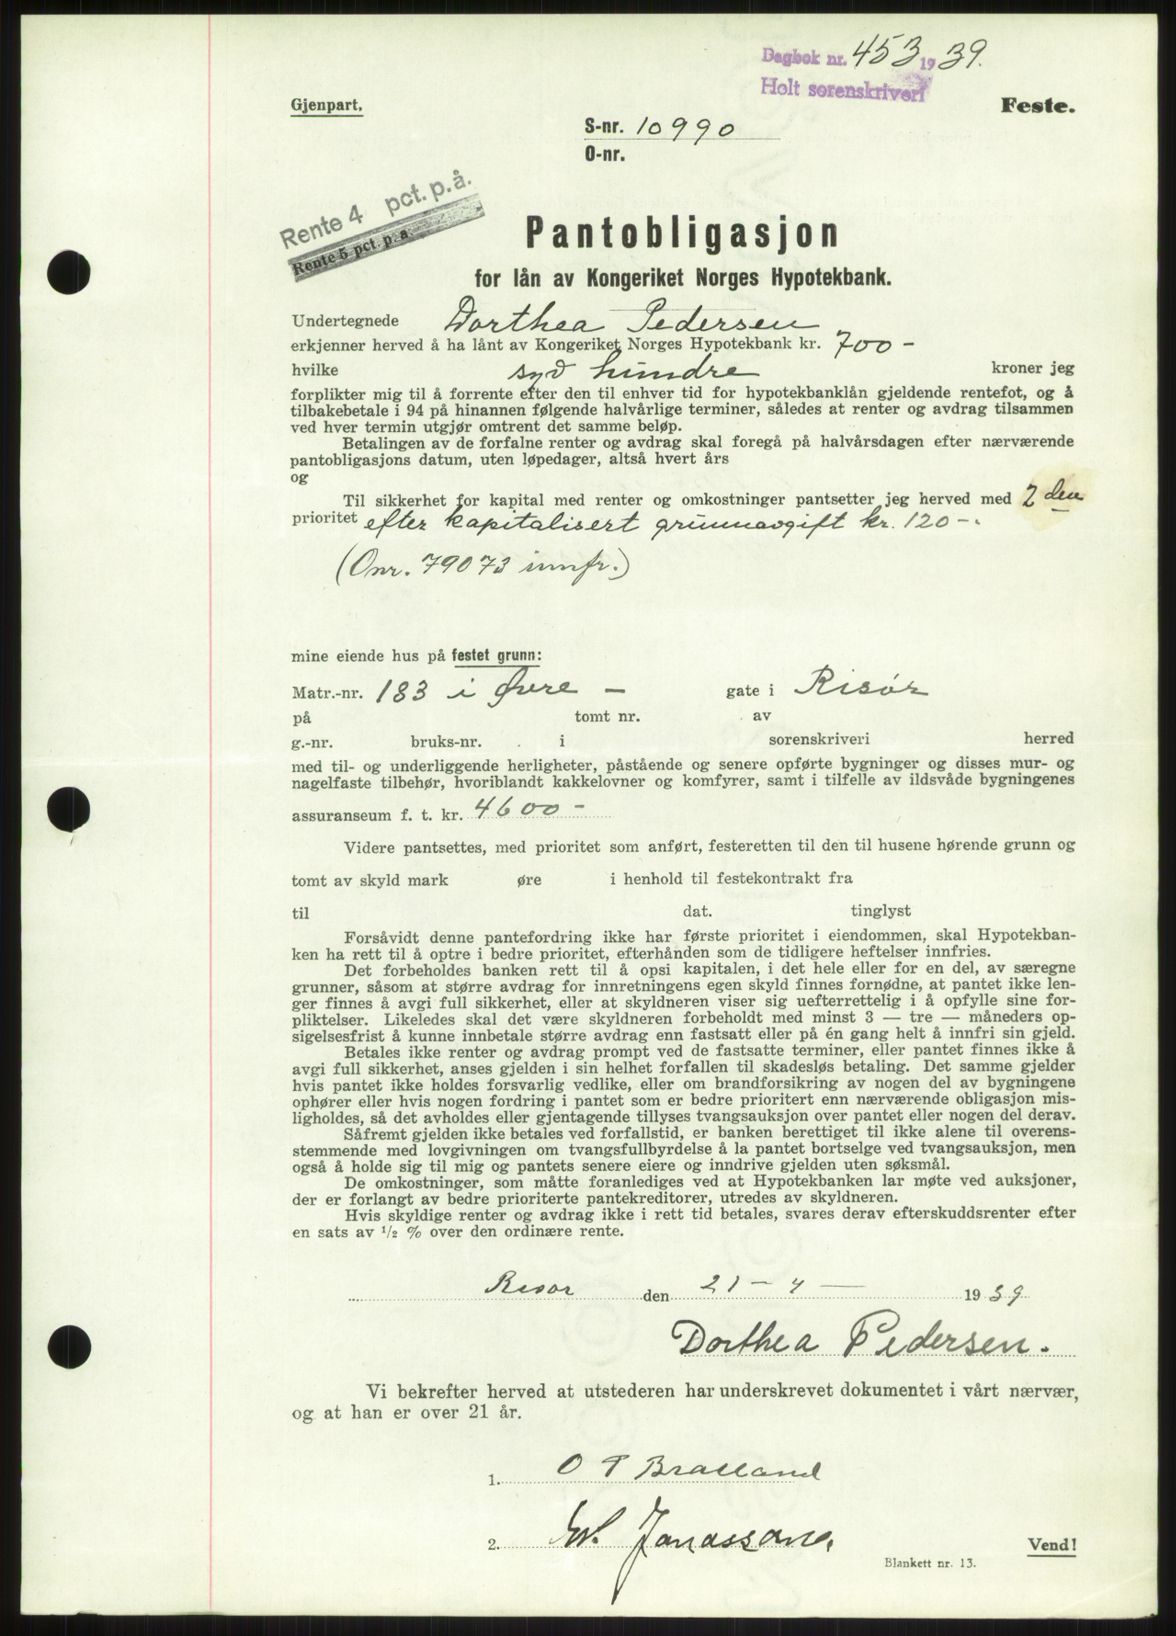 Dagbok nr. 453 1939.
Holt sorenskriveri
Gjenpart.
Feste.
S-nr. 10990
O-nr.
Rente 4 pct. p. å.
Rente 5 pct. p. a.
Pantobligasjon
for lån av Kongeriket Norges Hypotekbank.
Undertegnede Dorthea Pedersen
erkjenner herved å ha lånt av Kongeriket Norges Hypotekbank kr. 700-
hvilke syv hundre kroner jeg
forplikter mig til å forrente efter den til enhver tid for hypotekbanklån gjeldende rentefot, og å
tilbakebetale i 94 på hinannen følgende halvårlige terminer, således at renter og avdrag tilsammen
ved hver termin utgjør omtrent det samme beløp.
Betalingen av de forfalne renter og avdrag skal foregå på halvårsdagen efter nærværende
pantobligasjons datum, uten løpedager, altså hvert års
og
Til sikkerhet for kapital med renter og omkostninger pantsetter jeg herved med 2 den
prioritet efter kapitalisert grunnavgift kr. 120-.
(Onr. 79073 innfr.)
mine eiende hus på festet grunn:
Matr.-nr. 183 i Øvre - gate i Risör
på tomt nr. av
g.-nr. bruks-nr. i sorenskriveri herred
med til- og underliggende herligheter, påstående og senere opførte bygninger og disses mur- og
nagelfaste tilbehør, hvoriblandt kakkelovner og komfyrer, samt i tilfelle av ildsvåde bygningenes
assuranseum f. t. kr. 4600-
Videre pantsettes, med prioritet som anført, festeretten til den til husene hørende grunn og
tomt av skyld mark øre i henhold til festekontrakt fra
til dat. tinglyst
Forsåvidt denne pantefordring ikke har første prioritet i eiendommen, skal Hypotekban-
ken ha rett til å optre i bedre prioritet, efterhånden som de tidligere heftelser innfries.
Det forbeholdes banken rett til å opsi kapitalen, i det hele eller for en del, av særegne
grunner, såsom at større avdrag for innretningens egen skyld finnes fornødne, at pantet ikke len-
ger finnes å avgi full sikkerhet, eller at skyldneren viser sig uefterrettelig i å opfylle sine for-
pliktelser. Likeledes skal det være skyldneren forbeholdt med minst 3 — tre — måneders op-
sigelsesfrist å kunne innbetale større avdrag enn fastsatt eller på én gang helt å innfri sin gjeld.
Betales ikke renter og avdrag prompt ved de fastsatte terminer, eller pantet finnes ikke å
avgi full sikkerhet, anses gjelden i sin helhet forfallen til skadesløs betaling. Det samme gjelder
hvis pantet ikke holdes forsvarlig vedlike, eller om brandforsikring av nogen del av bygningene
ophører eller hvis nogen fordring i pantet som er bedre prioritert enn nærværende obligasjon mis-
ligholdes, så det avholdes eller gjentagende tillyses tvangsauksjon over pantet eller nogen del derav.
Såfremt gjelden ikke betales ved forfallstid, er banken berettiget til ikke alene til overens-
stemmende med lovgivningen om tvangsfullbyrdelse å la pantet bortselge ved tvangsauksjon, men
også å holde sig til mig og pantets senere eiere og inndrive gjelden uten søksmål.
De omkostninger, som måtte foranlediges ved at Hypotekbanken lar møte ved auksjoner,
der er forlangt av bedre prioriterte pantekreditorer, utredes av skyldneren.
Hvis skyldige renter og avdrag ikke i rett tid betales, svares derav efterskuddsrenter efter
en sats av 1/2 % over den ordinære rente.
Risør den 21 - 4 - 1939
Dorthea Pedersen.
Vi bekrefter herved at utstederen har underskrevet dokumentet i vårt nærvær,
og at han er over 21 år.
1. O T Bralland
2. Jonassons.
Vend!
Blankett nr. 13.